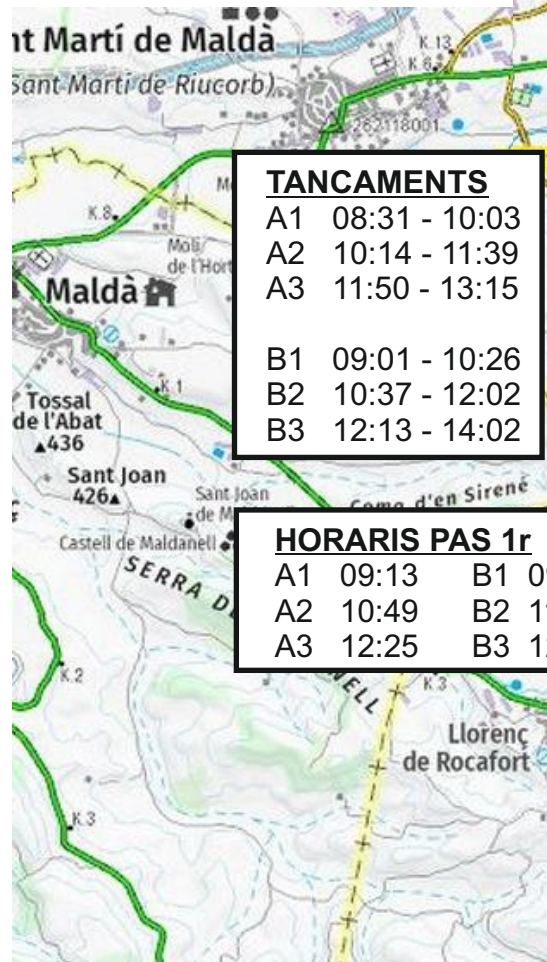 nt Martí de Maldà
Sant Martí de Riucorb)
K.13
K 6
262118001
K.8
Molí
de l'Hort
Maldà
K 1
Tossal
de l'Abat
▲436
Sant Joan
426▲
Sant Joan
de M
Castell de Maldanell
Coma d'en Sirené
SERRA D
TANCAMENTS
A1 08:31 - 10:03
A2 10:14 - 11:39
A3 11:50 - 13:15
B1 09:01 - 10:26
B2 10:37 - 12:02
B3 12:13 - 14:02
HORARIS PAS 1r
A1 09:13 B1 09
A2 10:49 B2 1
A3 12:25 B3 1
K.2
K.3
Llorenç
de Rocafort
K.3